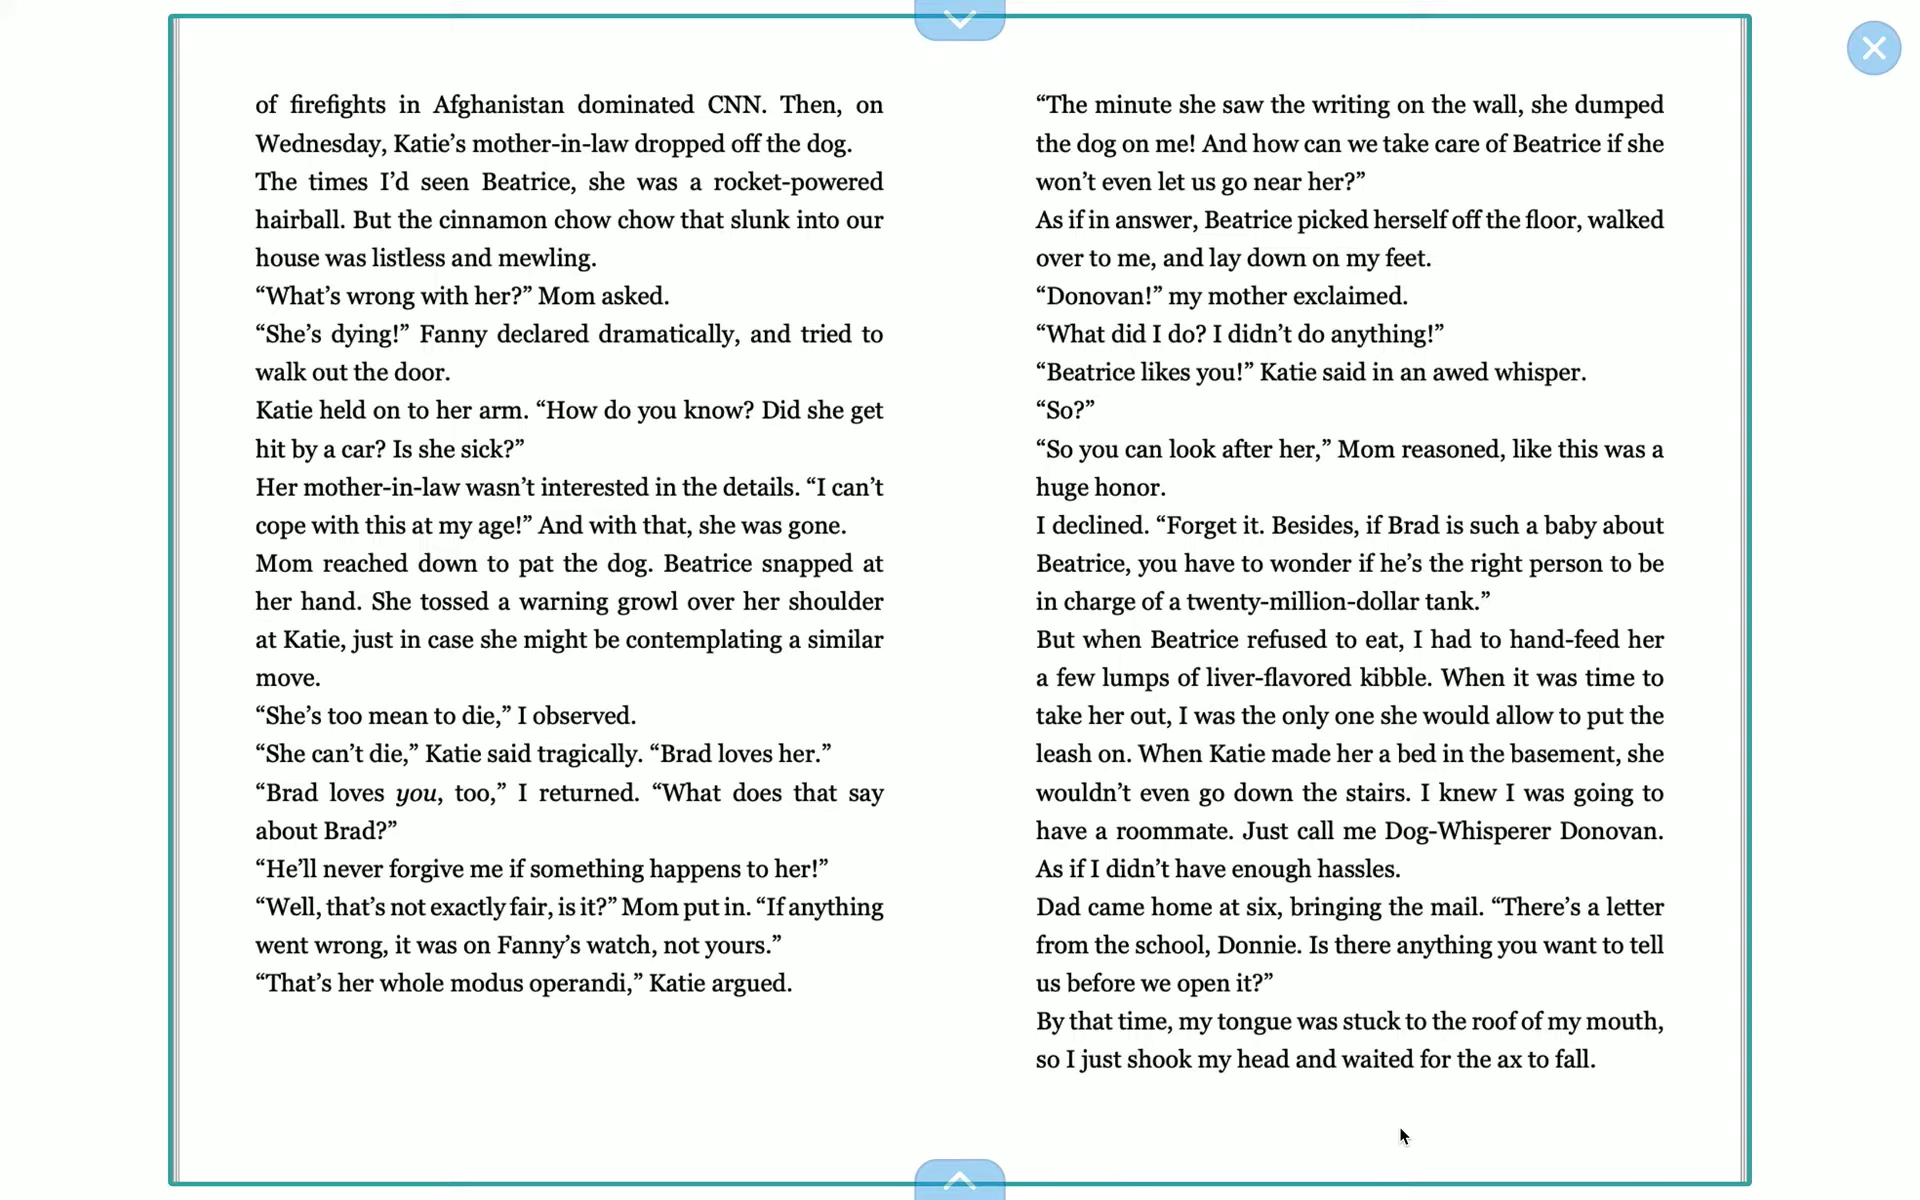 of firefights in Afghanistan dominated CNN. Then, on
Wednesday, Katie’s mother-in-law dropped off the dog.
The times I’d seen Beatrice, she was a rocket-powered
hairball. But the cinnamon chow chow that slunk into our
house was listless and mewling.
“What’s wrong with her?” Mom asked.
“She’s dying!” Fanny declared dramatically, and tried to
walk out the door.
Katie held on to her arm. “How do you know? Did she get
hit by a car? Is she sick?”
Her mother-in-law wasn’t interested in the details. “I can’t
cope with this at my age!” And with that, she was gone.
Mom reached down to pat the dog. Beatrice snapped at
her hand. She tossed a warning growl over her shoulder
at Katie, just in case she might be contemplating a similar
move.
“She’s too mean to die,” I observed.
“She can’t die,” Katie said tragically. “Brad loves her.”
“Brad loves you, too,” I returned. “What does that say
about Brad?”
“He’ll never forgive me if something happens to her!”
“Well, that’s not exactly fair, is it?” Mom put in. “If anything
went wrong, it was on Fanny’s watch, not yours.”
“That’s her whole modus operandi,” Katie argued.
“The minute she saw the writing on the wall, she dumped
the dog on me! And how can we take care of Beatrice if she
won’t even let us go near her?”
As if in answer, Beatrice picked herself off the floor, walked
over to me, and lay down on my feet.
“Donovan!” my mother exclaimed.
“What did I do? I didn’t do anything!”
“Beatrice likes you!” Katie said in an awed whisper.
“So?”
“So you can look after her,” Mom reasoned, like this was a
huge honor.
I declined. “Forget it. Besides, if Brad is such a baby about
Beatrice, you have to wonder if he’s the right person to be
in charge of a twenty-million-dollar tank.”
But when Beatrice refused to eat, I had to hand-feed her
a few lumps of liver-flavored kibble. When it was time to
take her out, I was the only one she would allow to put the
leash on. When Katie made her a bed in the basement, she
wouldn’t even go down the stairs. I knew I was going to
have a roommate. Just call me Dog-Whisperer Donovan.
As if I didn’t have enough hassles.
Dad came home at six, bringing the mail. “There’s a letter
from the school, Donnie. Is there anything you want to tell
us before we open it?”
By that time, my tongue was stuck to the roof of my mouth,
so I just shook my head and waited for the ax to fall.